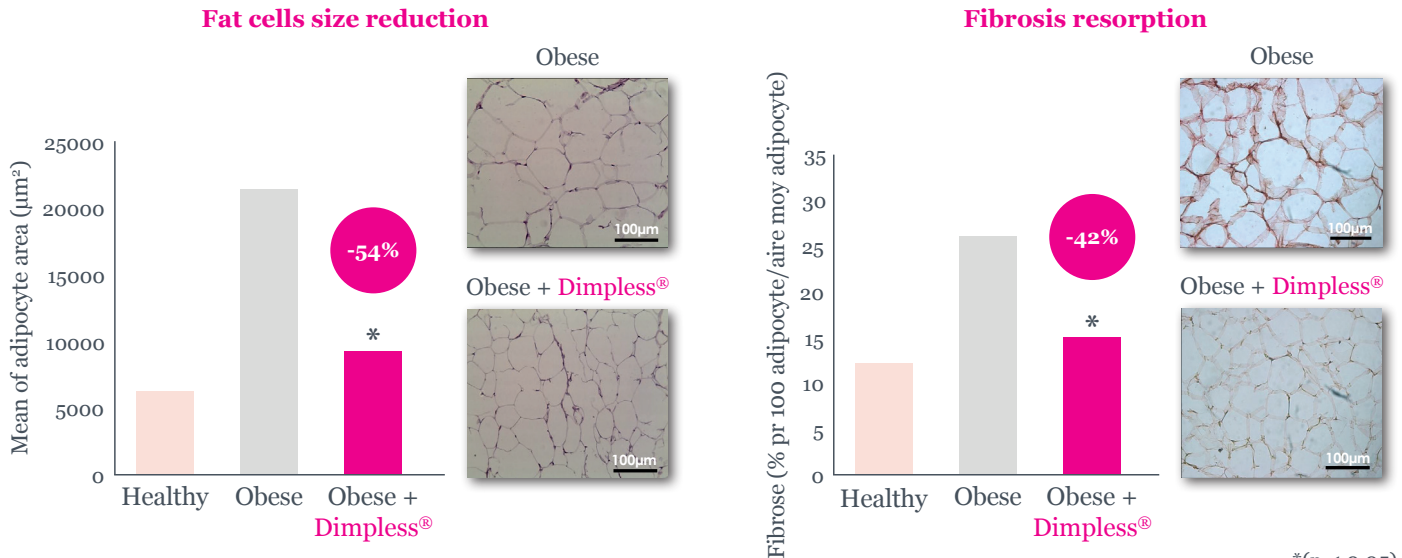 Fat cells size reduction
Mean of adipocyte area (µm²)
25000
20000
15000
10000
5000
0
-54%
*
Healthy
Obese
Obese +
Dimpless®
Obese
100µm
Obese + Dimpless®
100µm
Fibrosis resorption
Fibrose (% pr 100 adipocyte/aire moy adipocyte)
35
30
25
20
15
10
5
0
-42%
*
Healthy
Obese
Obese +
Dimpless®
Obese
100µm
Obese + Dimpless®
100µm